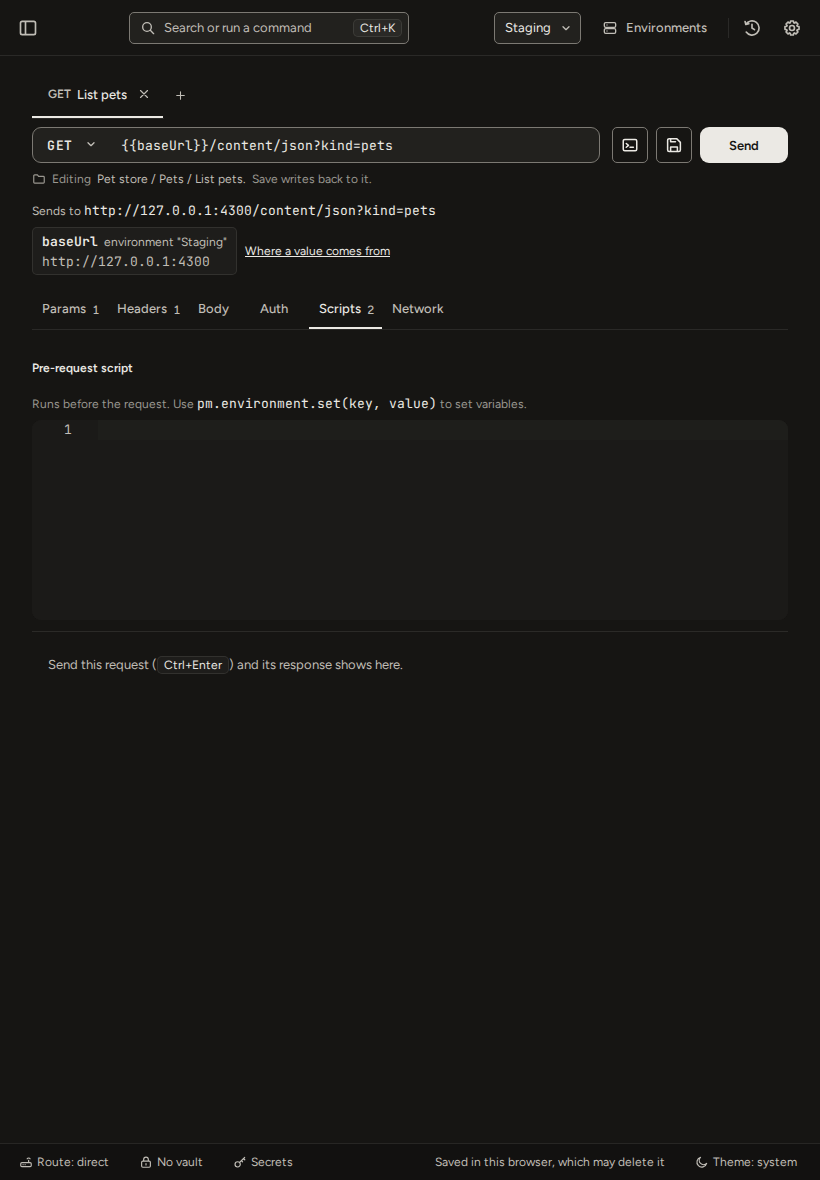 Search or run a command Ctrl+K Staging Environments
GET List pets
GET {{baseUrl}}/content/json?kind=pets Send
Editing Pet store / Pets / List pets. Save writes back to it.
Sends to http://127.0.0.1:4300/content/json?kind=pets
baseUrl environment "Staging"
http://127.0.0.1:4300
Where a value comes from
Params 1 Headers 1 Body Auth Scripts 2 Network
Pre-request script
Runs before the request. Use pm.environment.set(key, value) to set variables.
1
Send this request (Ctrl+Enter) and its response shows here.
Route: direct No vault Secrets Saved in this browser, which may delete it Theme: system